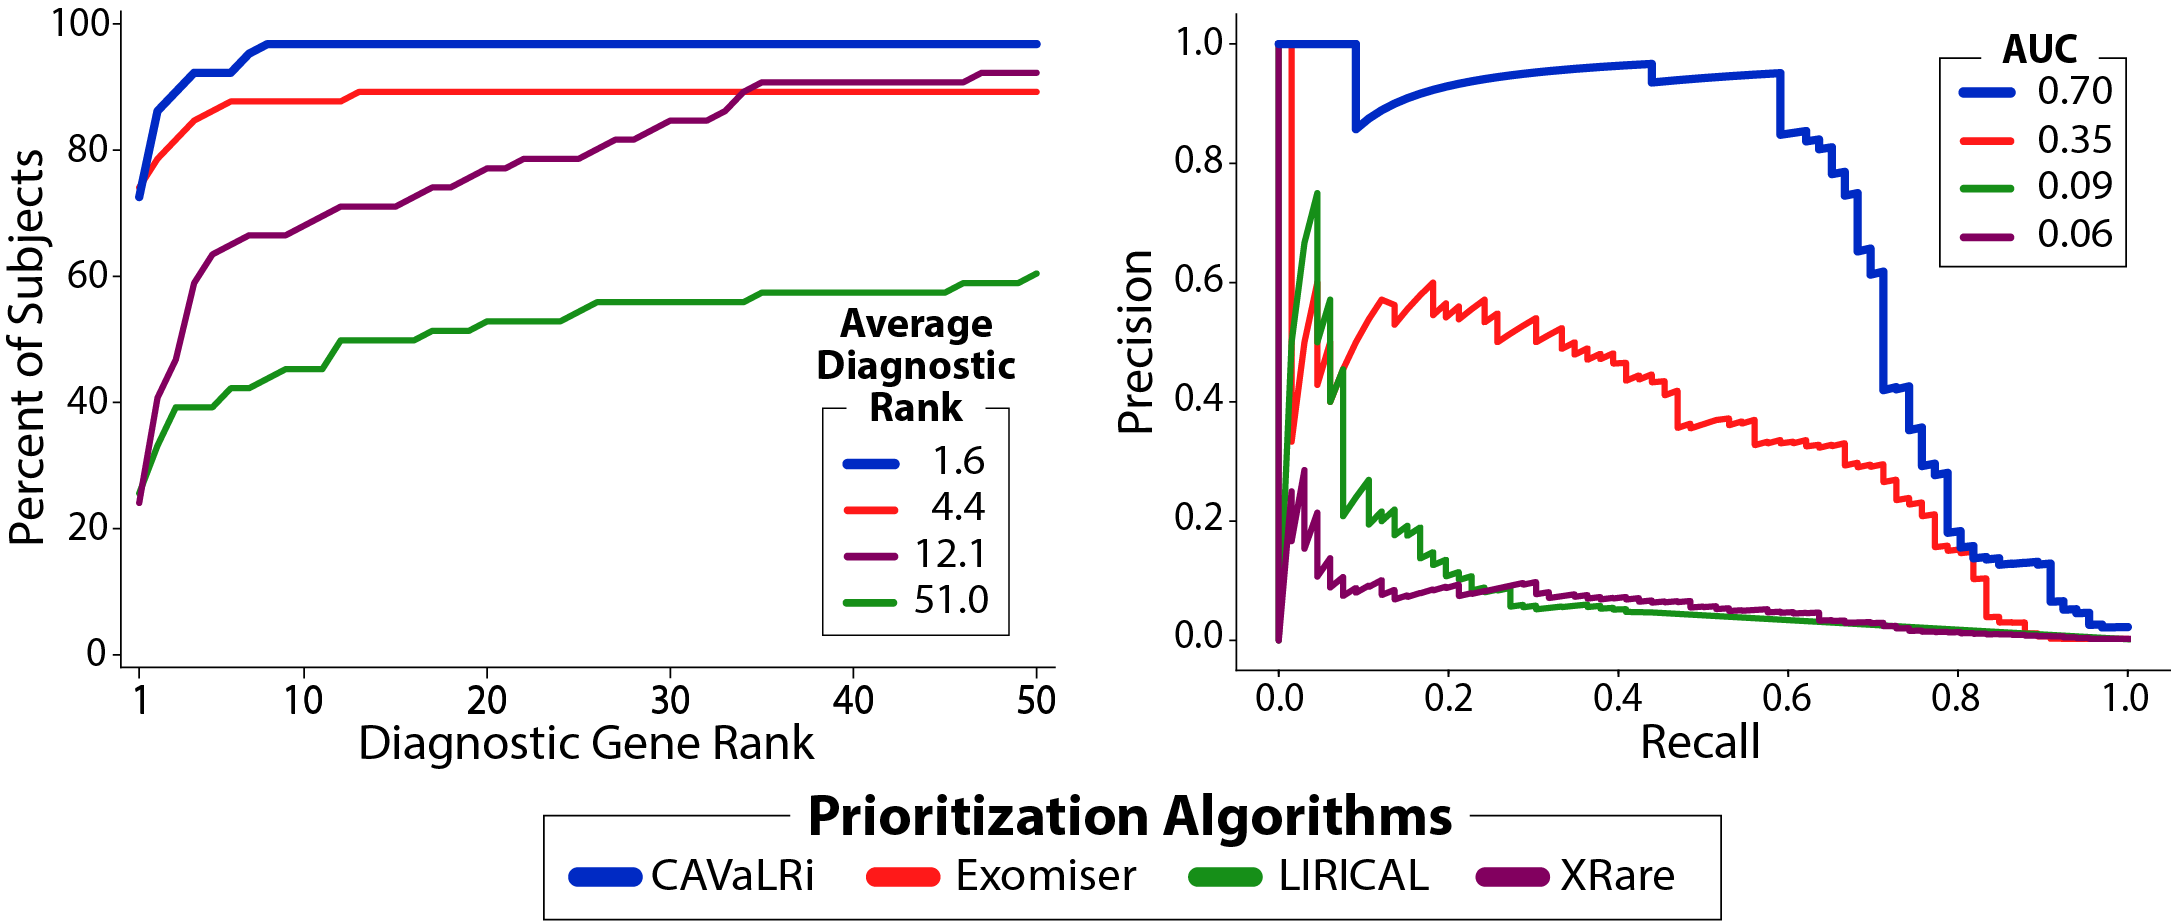 100
80
60
40
20
0
Percent of Subjects
1
10
20
30
40
50
Diagnostic Gene Rank
Average
Diagnostic
Rank
1.6
4.4
12.1
51.0
1.0
0.8
0.6
0.4
0.2
0.0
Precision
0.0
0.2
0.4
0.6
0.8
1.0
Recall
AUC
0.70
0.35
0.09
0.06
Prioritization Algorithms
CAVaLRi
Exomiser
LIRICAL
XRare